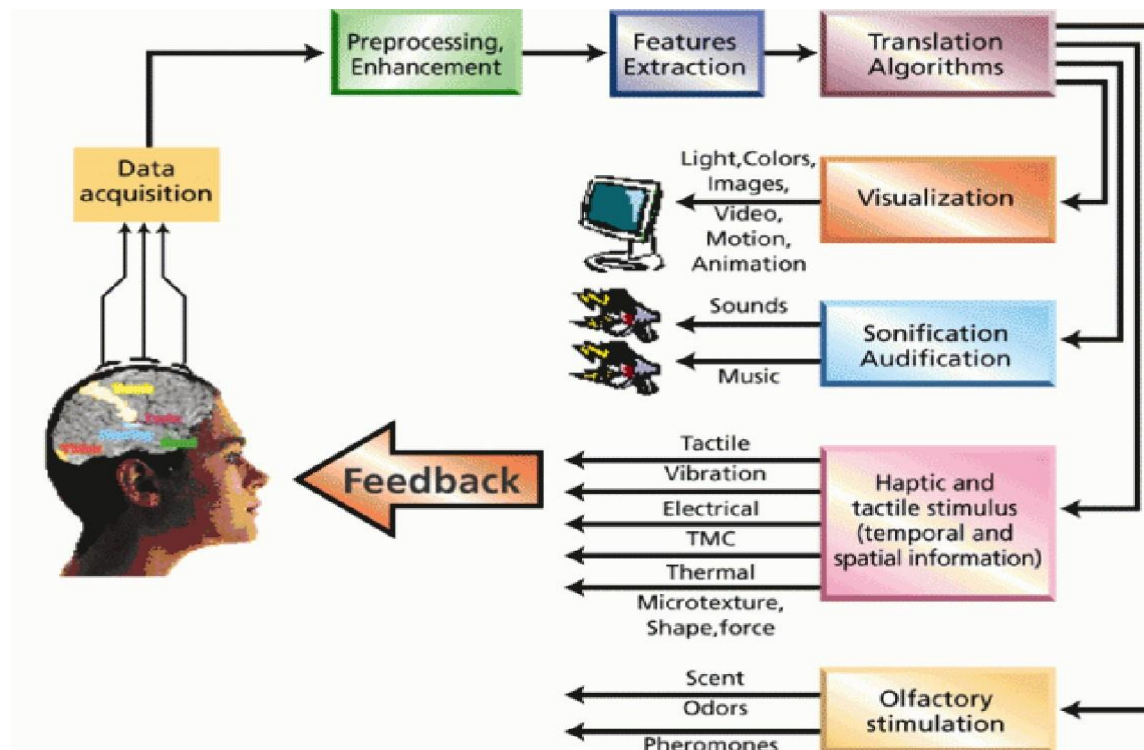 Preprocessing,
Enhancement
Features
Extraction
Translation
Algorithms
Data
acquisition
Light,Colors,
Images,
Video,
Motion,
Animation
Visualization
Sounds
Music
Sonification
Audification
Feedback
Tactile
Vibration
Electrical
TMC
Thermal
Microtexture,
Shape,force
Haptic and
tactile stimulus
(temporal and
spatial information)
Scent
Odors
Pheromones
Olfactory
stimulation